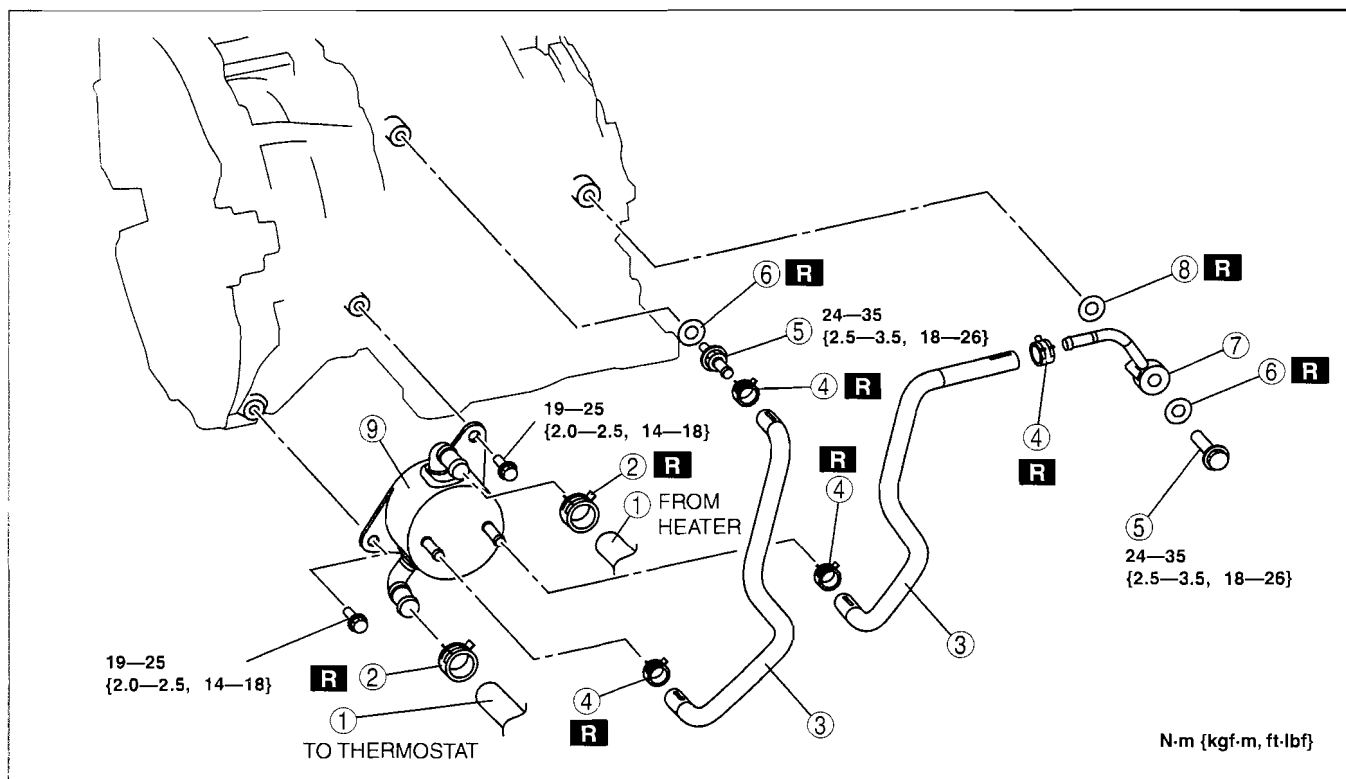 ⑥ R
⑧ R
⑤ 24—35
{2.5—3.5, 18—26}
⑦
④ R
⑥ R
④
R
19—25
{2.0—2.5, 14—18}
⑨
② R
R
④
① FROM
HEATER
⑤
24—35
{2.5—3.5, 18—26}
③
19—25
{2.0—2.5, 14—18}
R ②
④
R
③
①
TO THERMOSTAT
N·m {kgf·m, ft·lbf}